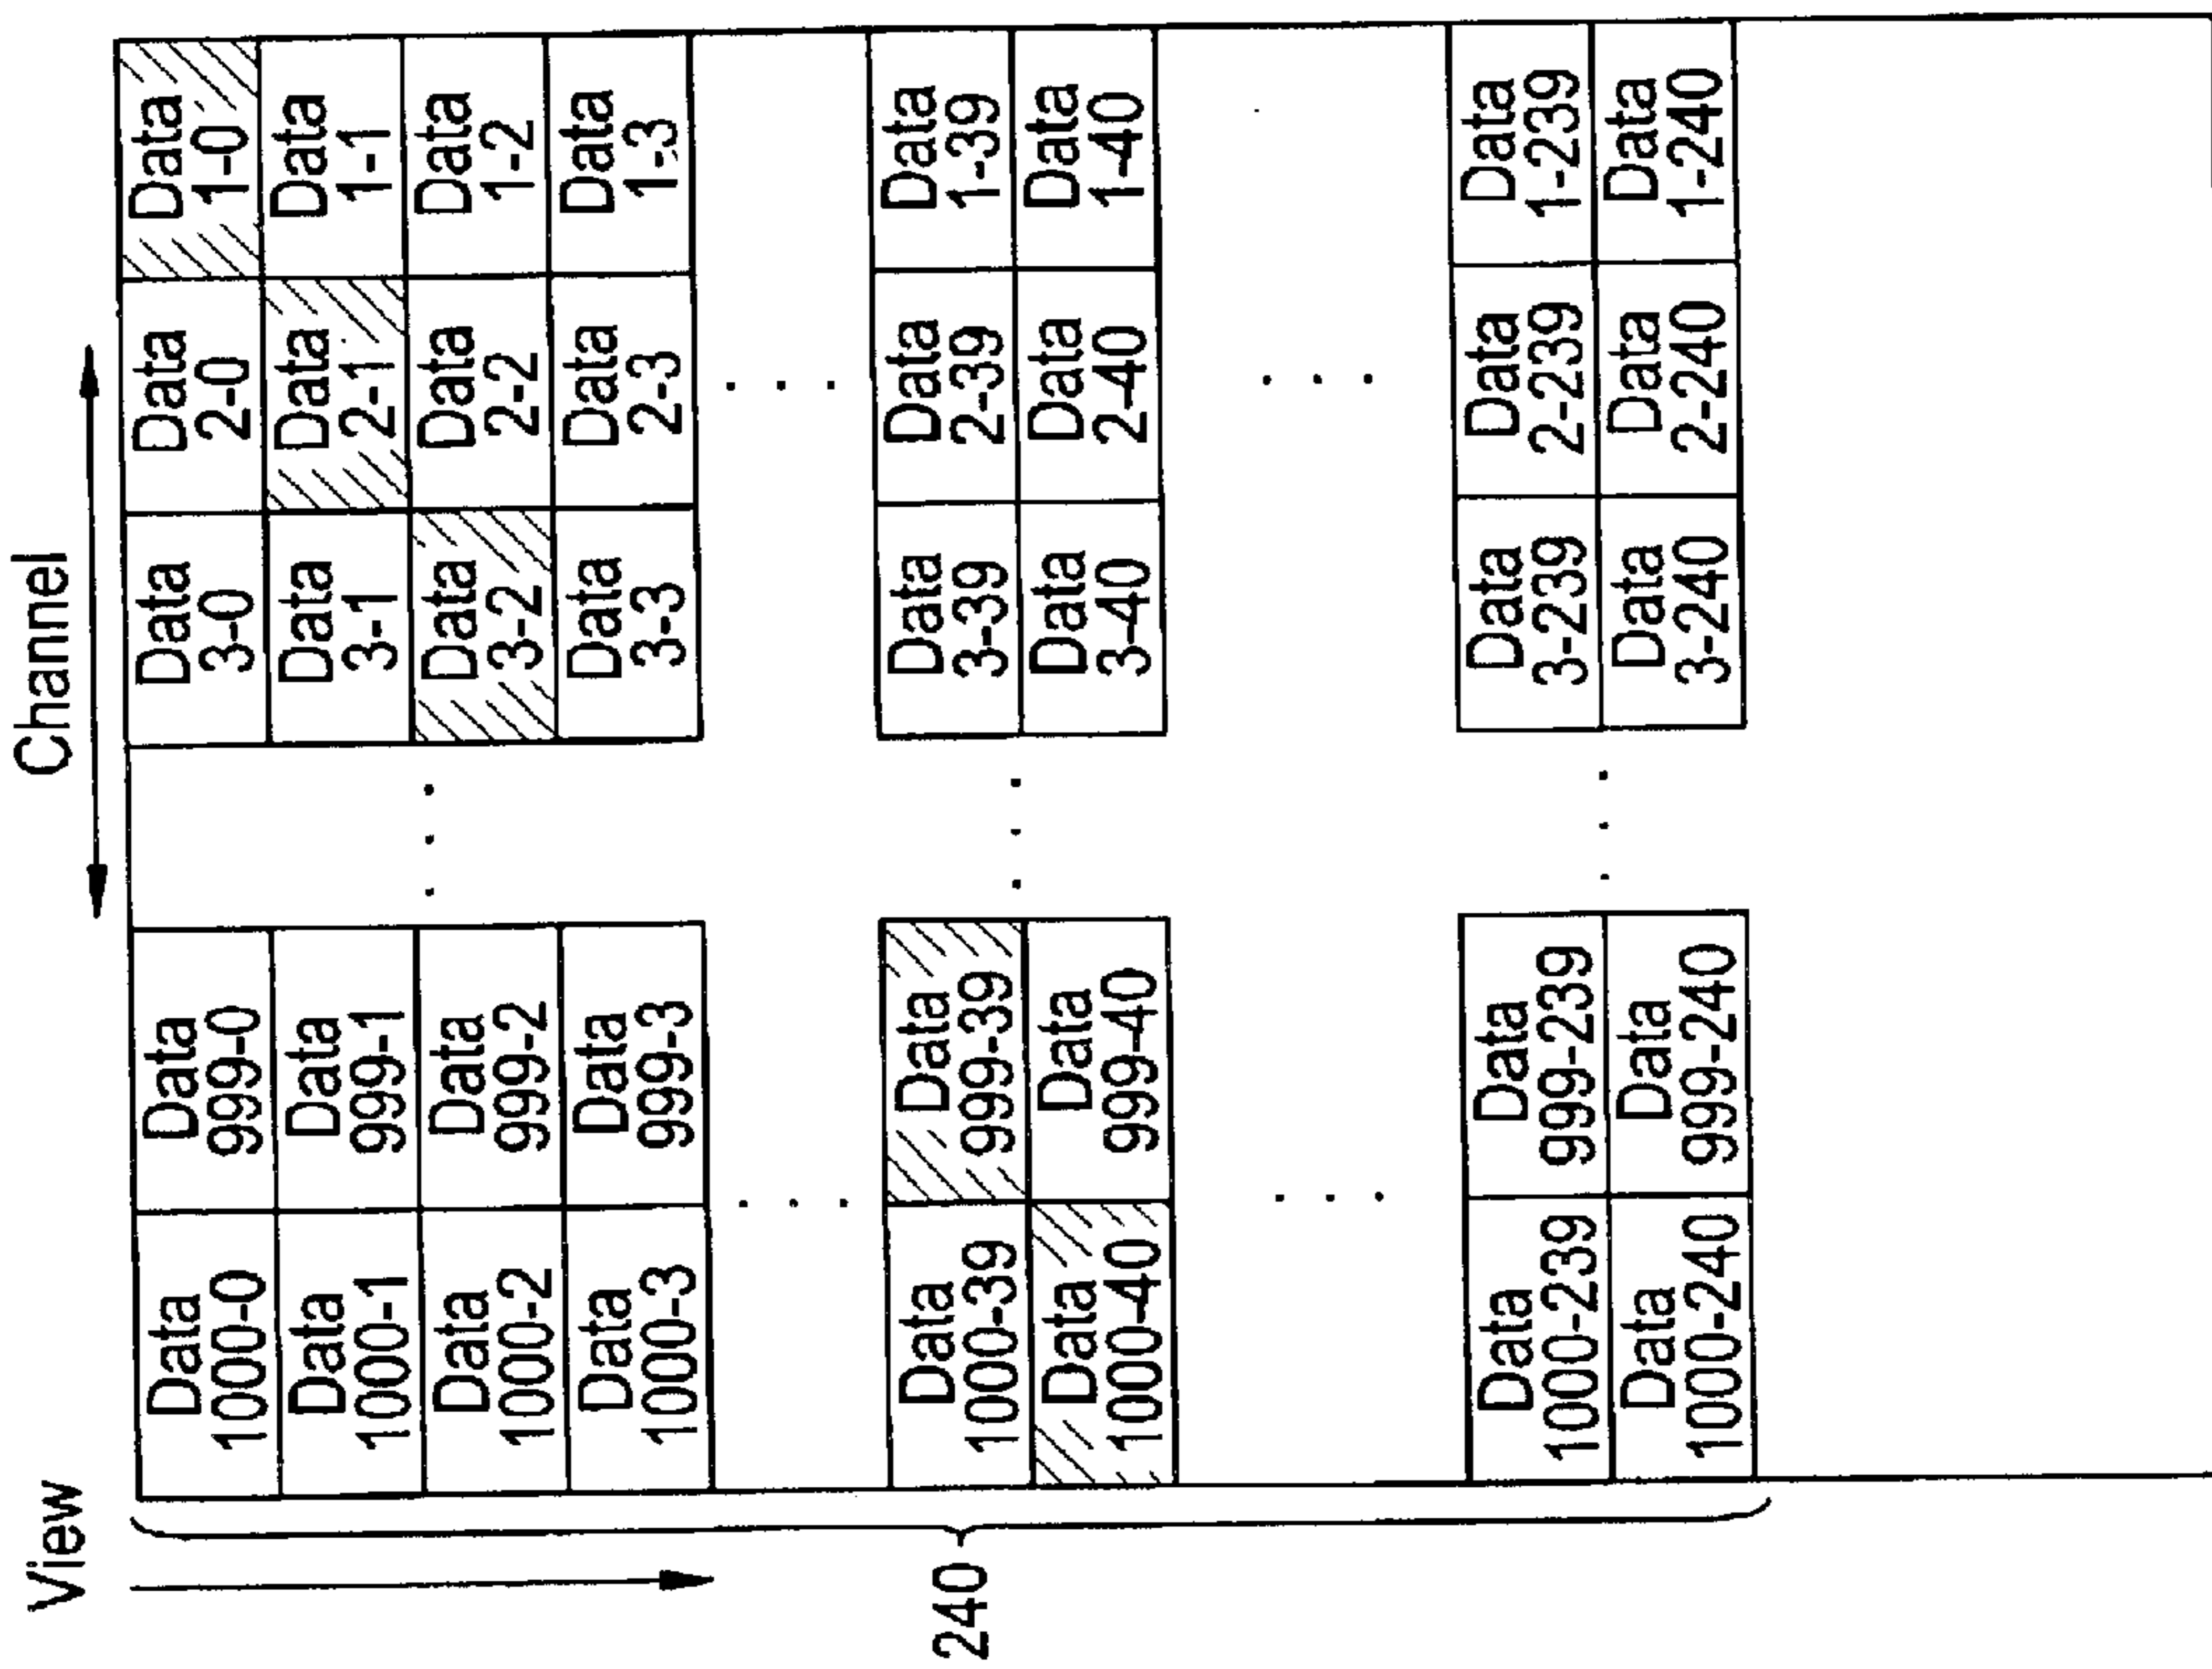 View
Channel
Data
1000-0
Data
999-0
Data
3-0
Data
2-0
Data
1-0
Data
1000-1
Data
999-1
Data
3-1
Data
2-1
Data
1-1
Data
1000-2
Data
999-2
Data
3-2
Data
2-2
Data
1-2
Data
1000-3
Data
999-3
Data
3-3
Data
2-3
Data
1-3
240
Data
1000-39
Data
999-39
Data
3-39
Data
2-39
Data
1-39
Data
1000-40
Data
999-40
Data
3-40
Data
2-40
Data
1-40
Data
1000-239
Data
999-239
Data
3-239
Data
2-239
Data
1-239
Data
1000-240
Data
999-240
Data
3-240
Data
2-240
Data
1-240